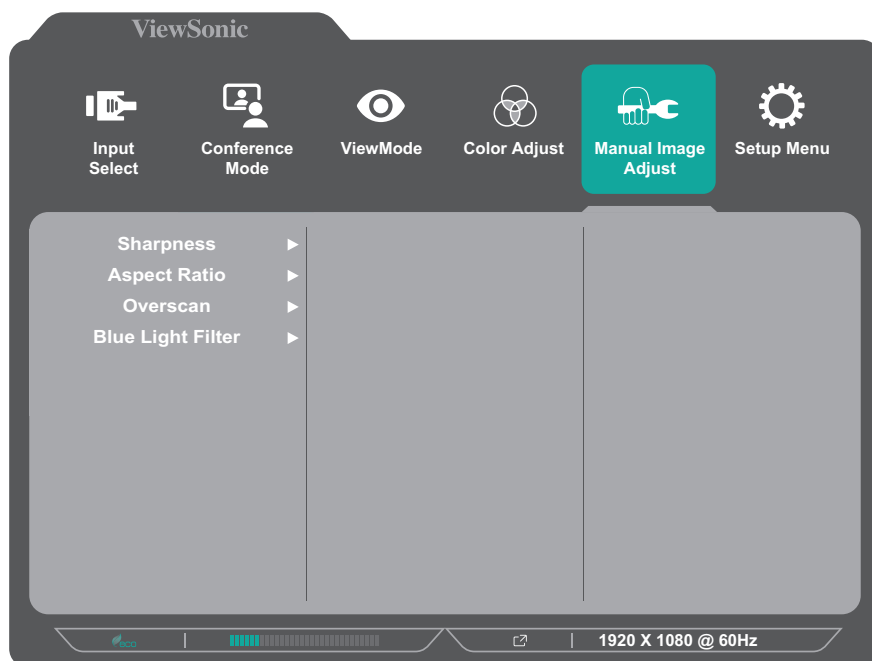 ViewSonic
Input Select
Conference Mode
ViewMode
Color Adjust
Manual Image Adjust
Setup Menu
Sharpness
Aspect Ratio
Overscan
Blue Light Filter
eco
1920 X 1080 @ 60Hz